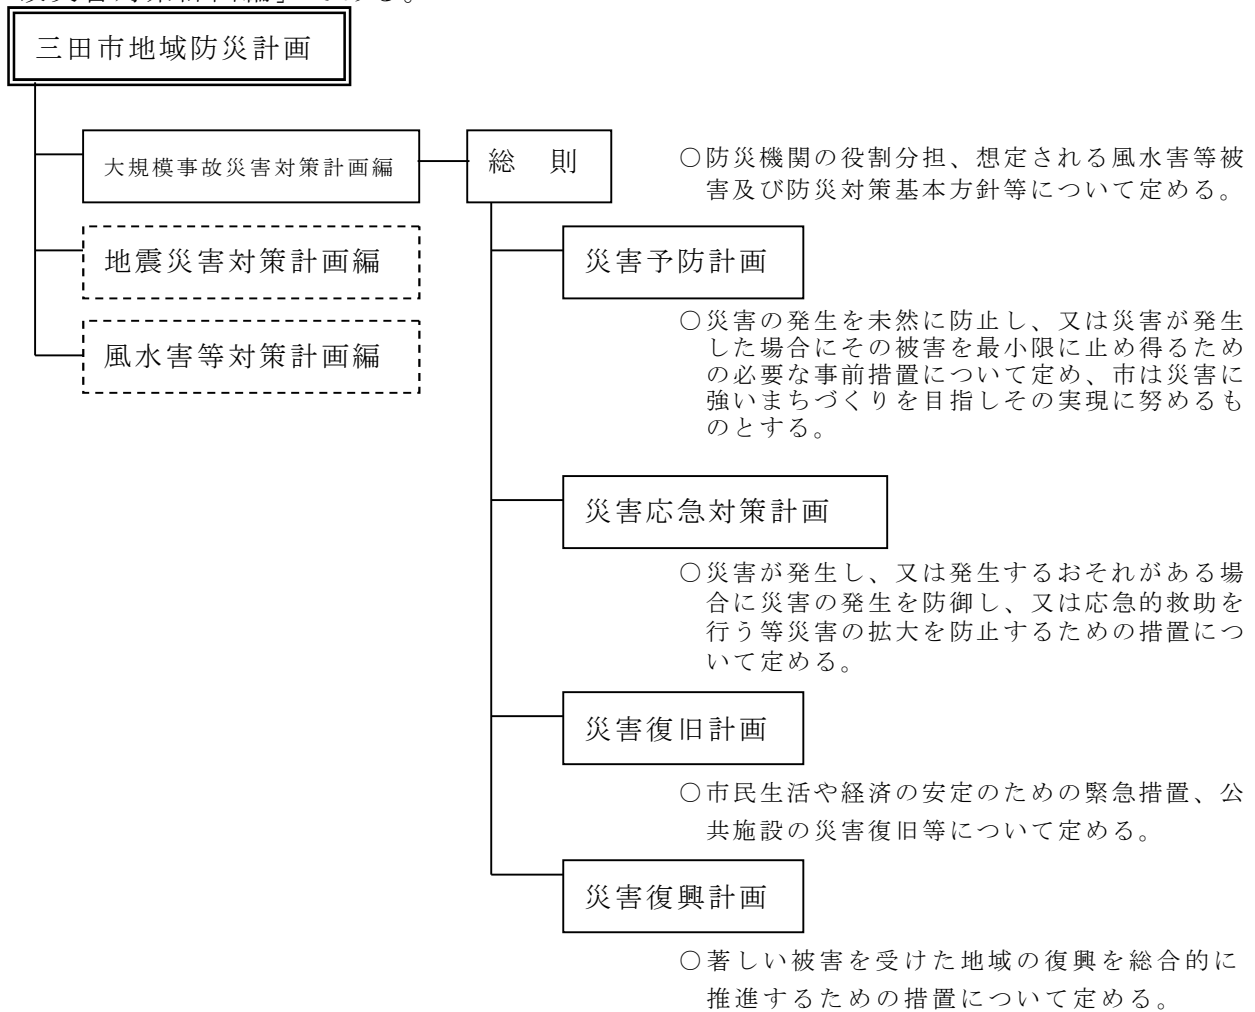 三田市地域防災計画
大規模事故災害対策計画編
総　則
〇防災機関の役割分担、想定される風水害等被
害及び防災対策基本方針等について定める。
地震災害対策計画編
災害予防計画
〇災害の発生を未然に防止し、又は災害が発生
した場合にその被害を最小限に止め得るため
の必要な事前措置について定め、市は災害に
強いまちづくりを目指しその実現に努めるも
のとする。
風水害等対策計画編
災害応急対策計画
〇災害が発生し、又は発生するおそれがある場
合に災害の発生を防御し、又は応急的救助を
行う等災害の拡大を防止するための措置につ
いて定める。
災害復旧計画
〇市民生活や経済の安定のための緊急措置、公
共施設の災害復旧等について定める。
災害復興計画
〇著しい被害を受けた地域の復興を総合的に
推進するための措置について定める。